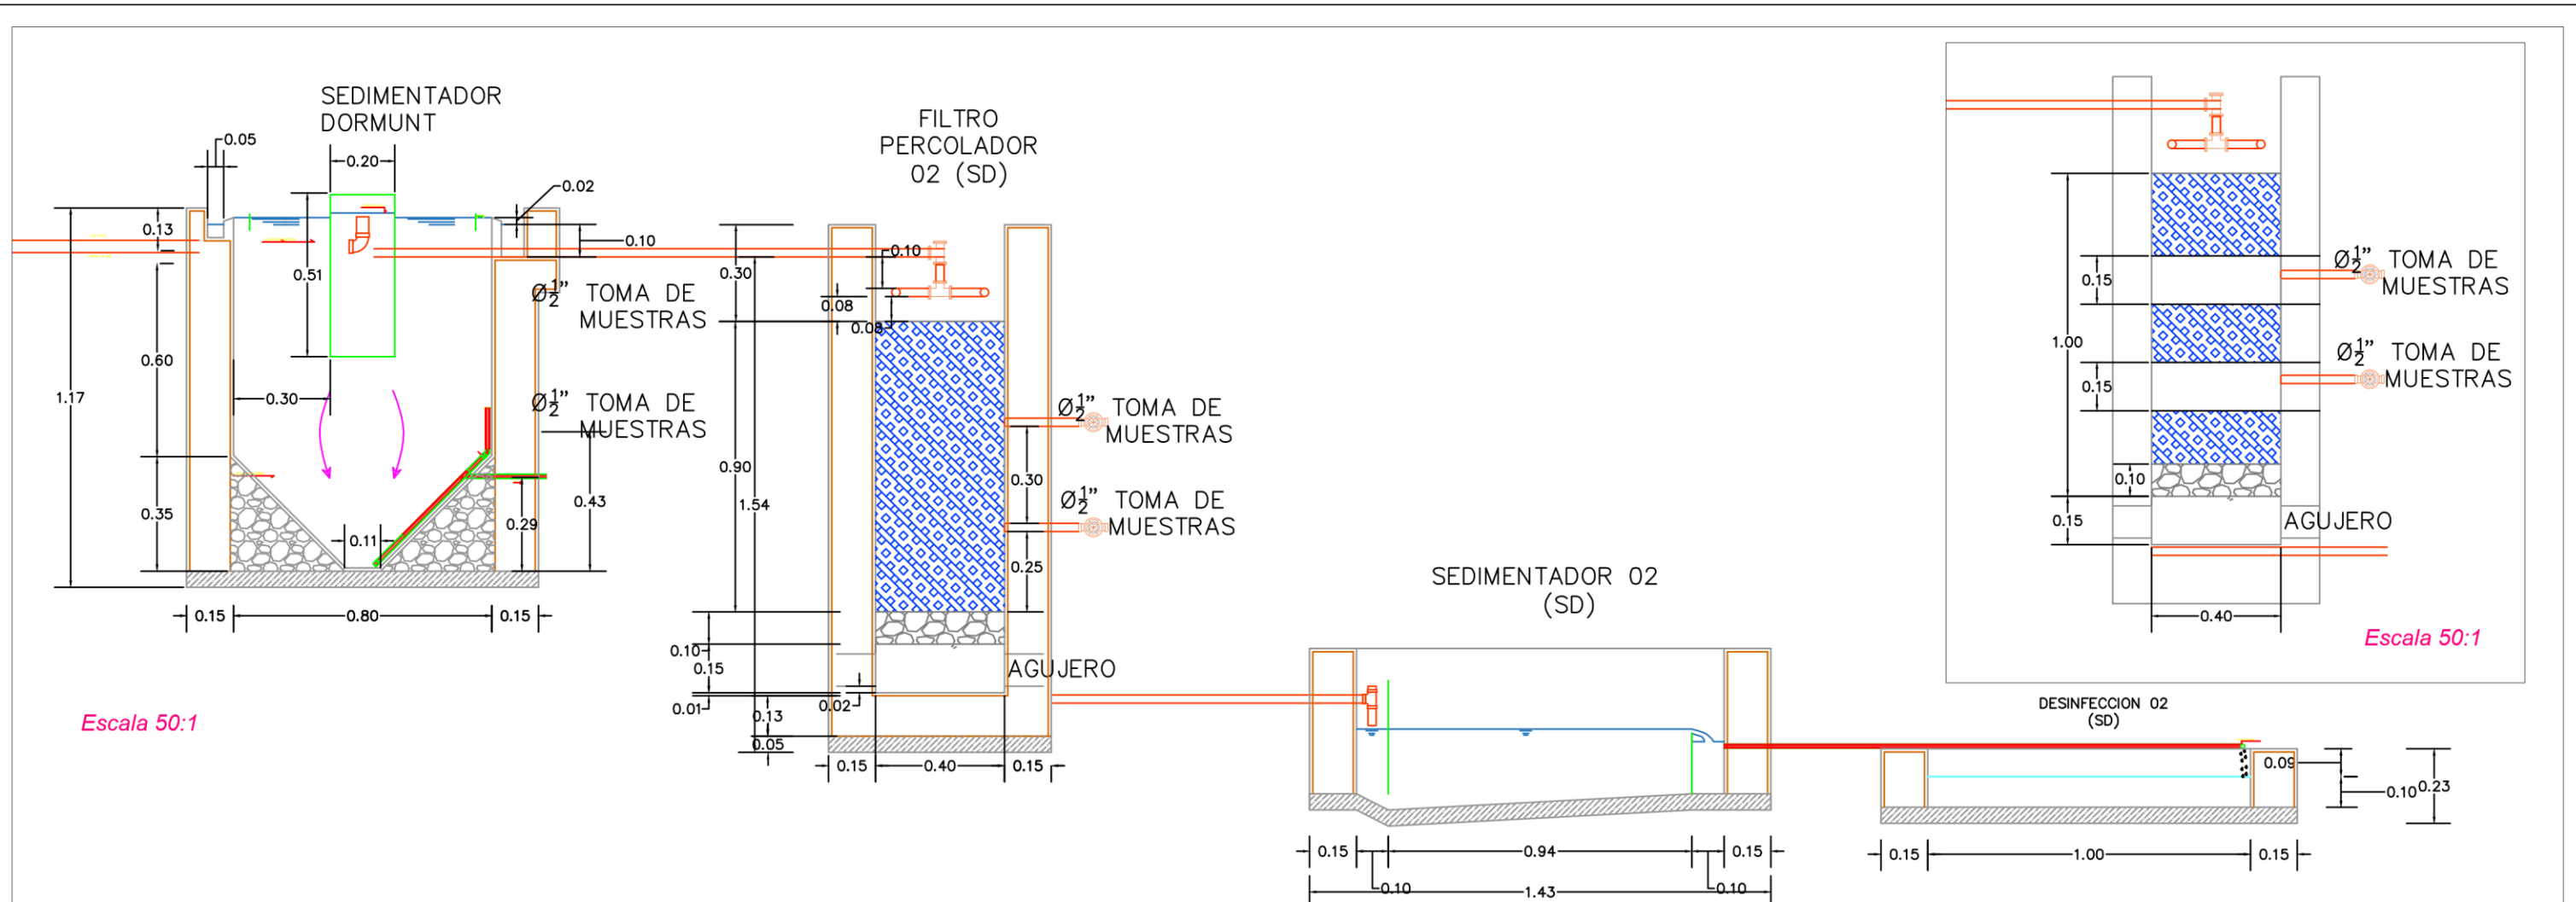 SEDIMENTADOR
DORMUNT
0.05
0.20
0.02
0.13
0.10
0.51
0.60
1.17
0.30
0.35
0.11
0.29
0.43
0.15
0.80
0.15
Ø1/2" TOMA DE
MUESTRAS
Ø1/2" TOMA DE
MUESTRAS
Escala 50:1
FILTRO
PERCOLADOR
02 (SD)
0.30
0.10
0.08
0.08
0.90
1.54
Ø1/2" TOMA DE
MUESTRAS
0.30
Ø1/2" TOMA DE
MUESTRAS
0.25
0.10
0.15
AGUJERO
0.01
0.02
0.13
0.05
0.15
0.40
0.15
SEDIMENTADOR 02
(SD)
0.15
0.94
0.15
0.10
0.10
1.43
Ø1/2" TOMA DE
MUESTRAS
0.15
1.00
Ø1/2" TOMA DE
MUESTRAS
0.15
0.10
0.15
AGUJERO
0.40
Escala 50:1
DESINFECCION 02
(SD)
0.09
0.10
0.23
0.15
1.00
0.15